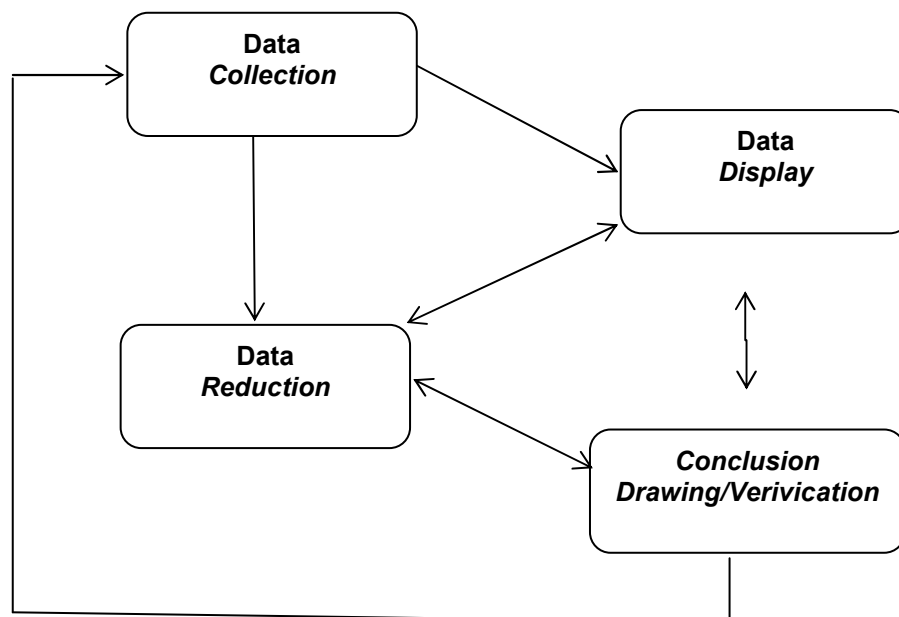 Data
Collection
Data
Display
Data
Reduction
Conclusion
Drawing/Verivication